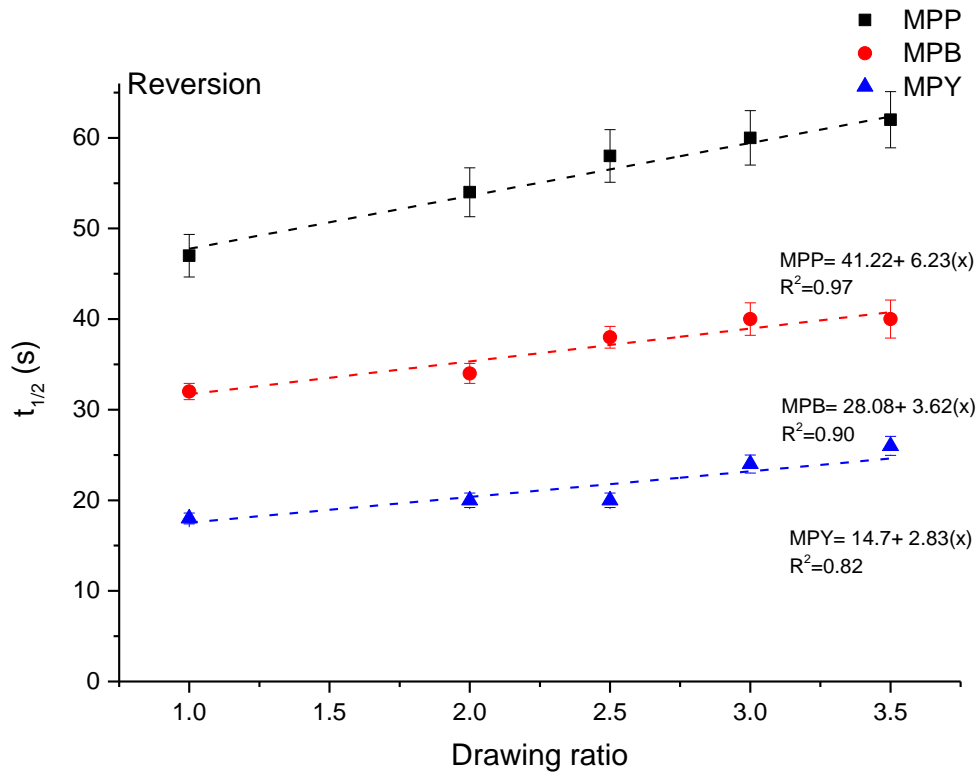 MPP
MPB
MPY
Reversion
60
50
40
30
20
10
0
t1/2 (s)
MPP= 41.22+ 6.23(x)
R²=0.97
MPB= 28.08+ 3.62(x)
R²=0.90
MPY= 14.7+ 2.83(x)
R²=0.82
1.0 1.5 2.0 2.5 3.0 3.5
Drawing ratio